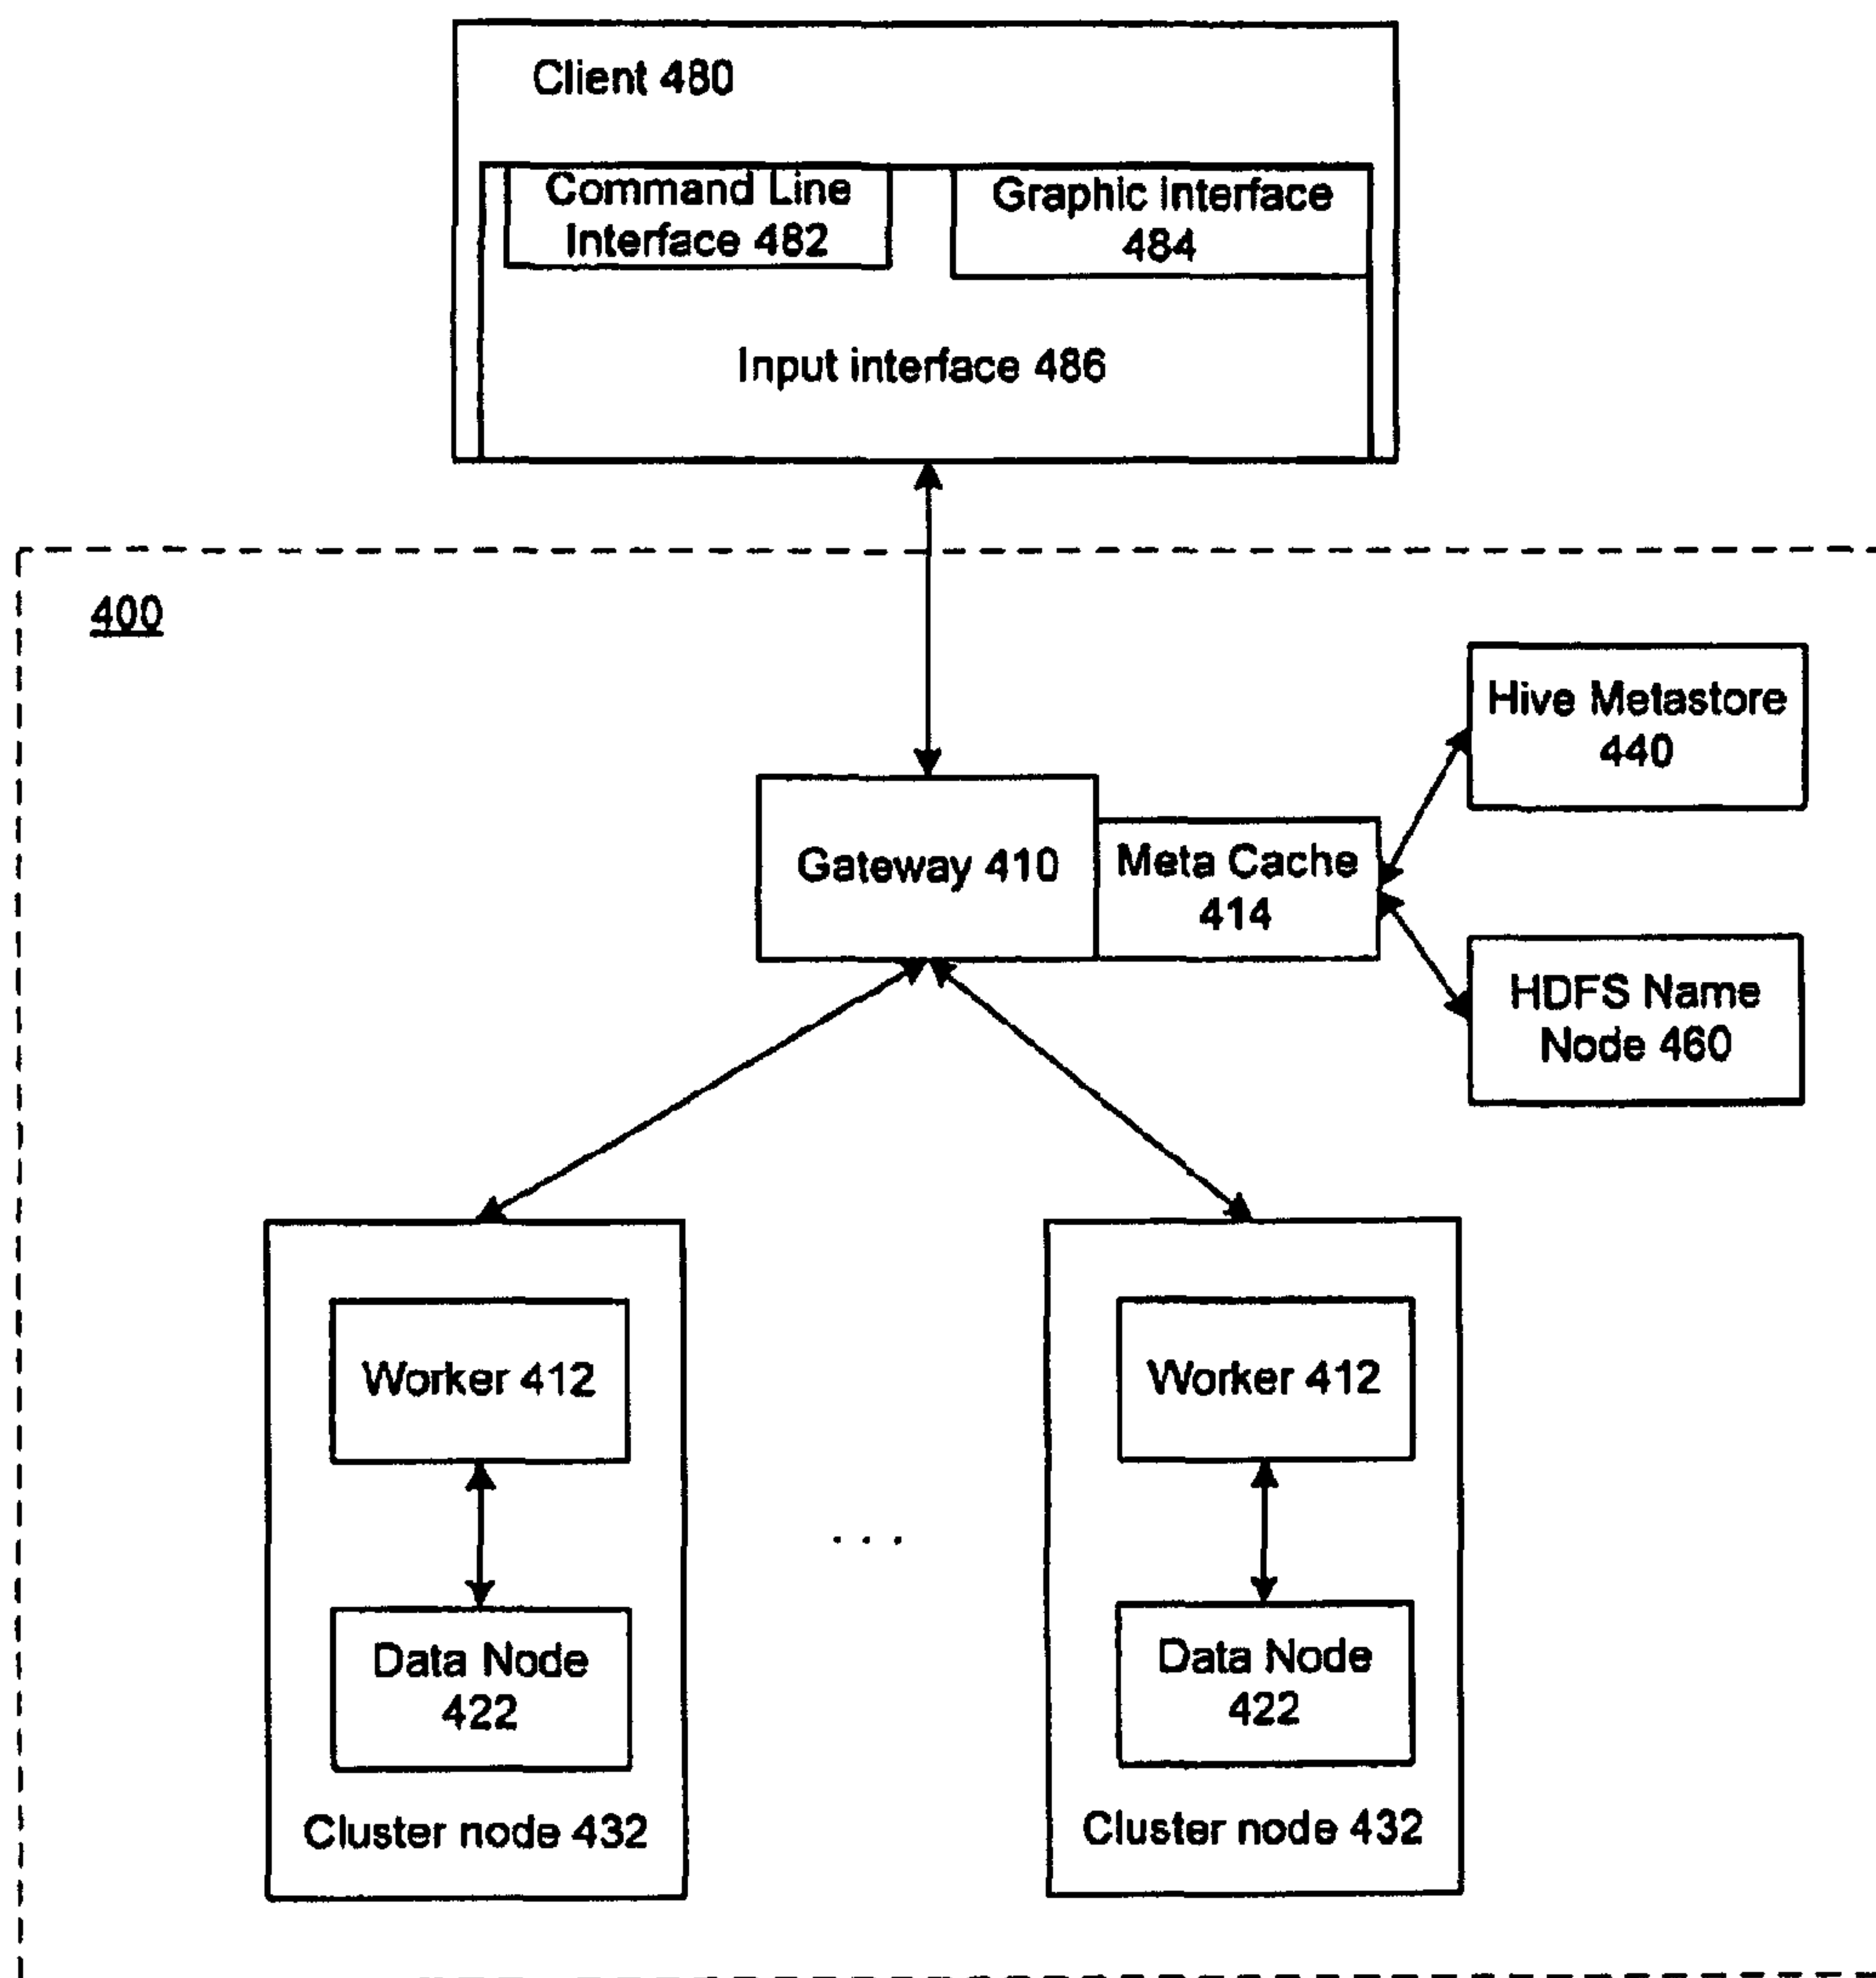 Client 480
Command Line
Interface 482
Graphic interface
484
Input interface 486
400
Hive Metastore
440
Gateway 410
Meta Cache
414
HDFS Name
Node 460
Worker 412
Worker 412
. . .
Data Node
422
Data Node
422
Cluster node 432
Cluster node 432